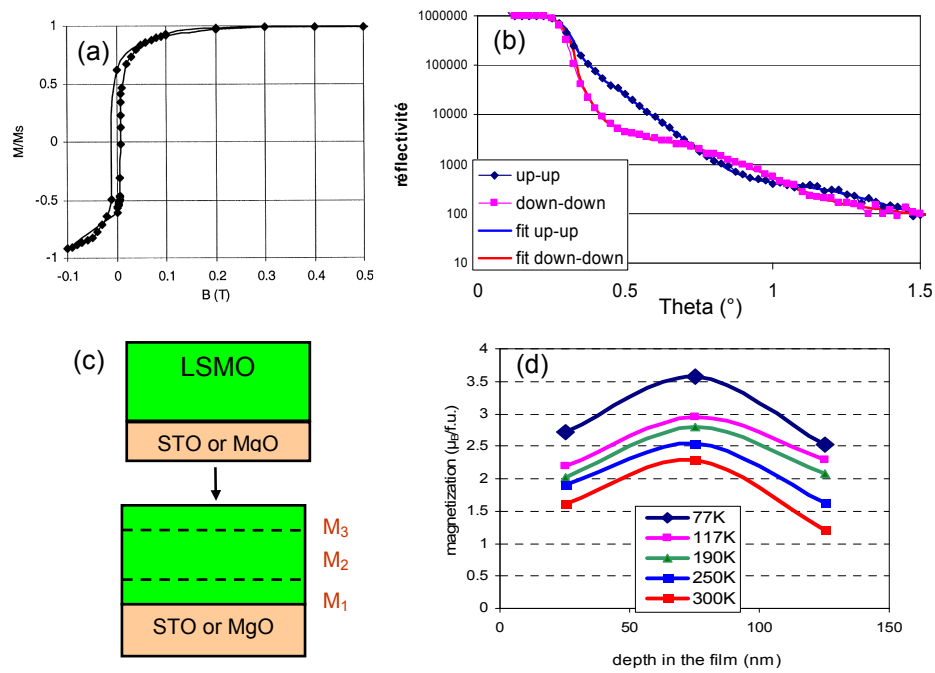 (a)
M/Ms
1
0.5
0
-0.5
-1
-0.1 0 0.1 0.2 0.3 0.4 0.5
B (T)
(b)
réflectivité
1000000
100000
10000
1000
100
10
up-up
down-down
fit up-up
fit down-down
0 0.5 1 1.5
Theta (°)
(c)
LSMO
STO or MgO
M3
M2
M1
STO or MgO
(d)
magnetization (μB/f.u.)
4
3.5
3
2.5
2
1.5
1
0.5
0
77K
117K
190K
250K
300K
0 50 100 150
depth in the film (nm)